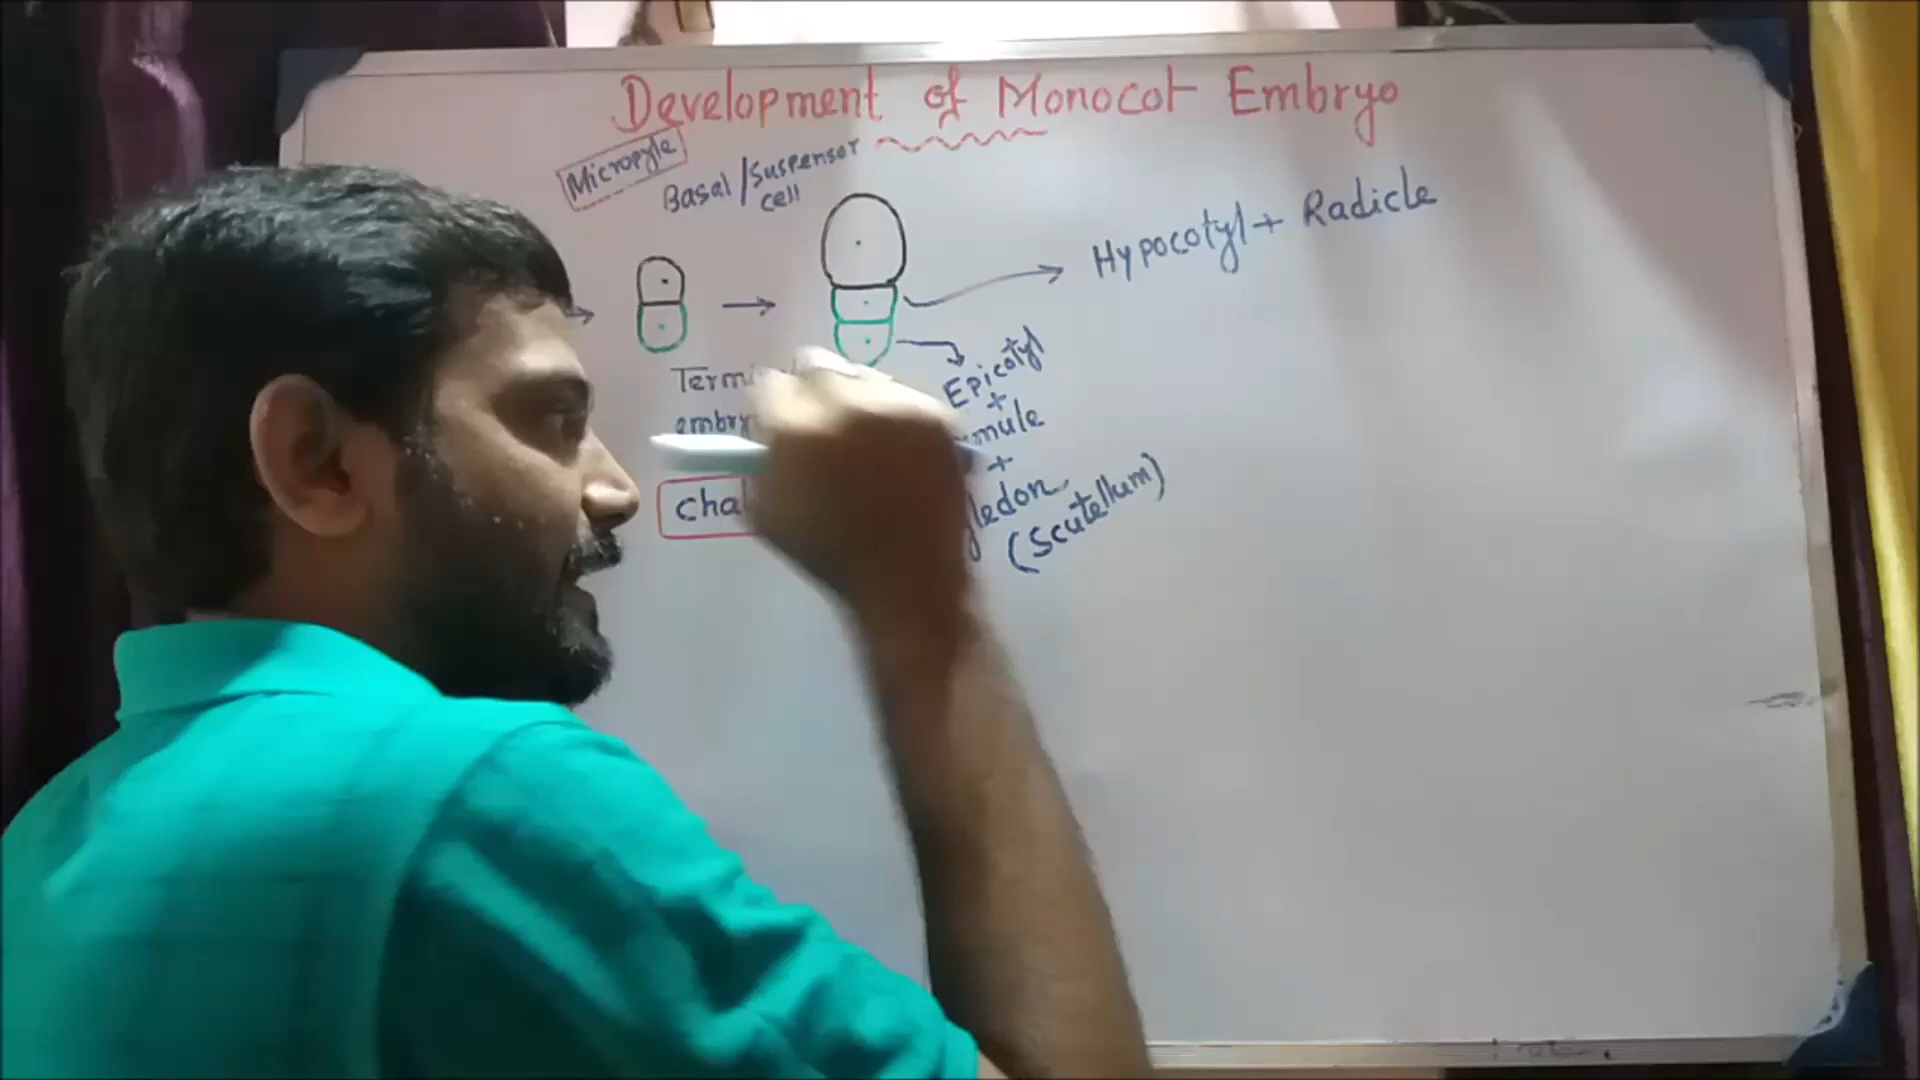 Development of Monocot Embryo
Micropyle
Basal/Suspensor
cell
Hypocotyl + Radicle
Epicotyl
+
+
(Scutellum)